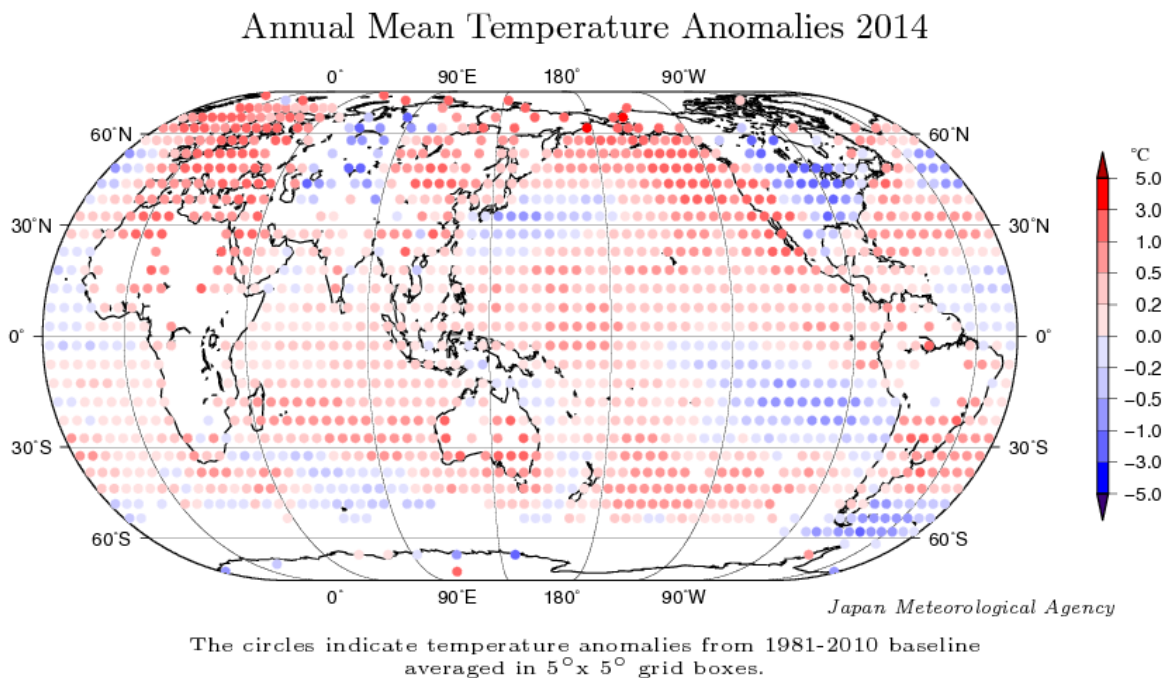 Annual Mean Temperature Anomalies 2014
0° 90°E 180° 90°W
60°N 60°N
°C
5.0
3.0
30°N 30°N
1.0
0.5
0.2
0° 0°
0.0
−0.2
−0.5
−1.0
30°S 30°S
−3.0
−5.0
60°S 60°S
0° 90°E 180° 90°W
Japan Meteorological Agency
The circles indicate temperature anomalies from 1981-2010 baseline
averaged in 5°x 5° grid boxes.